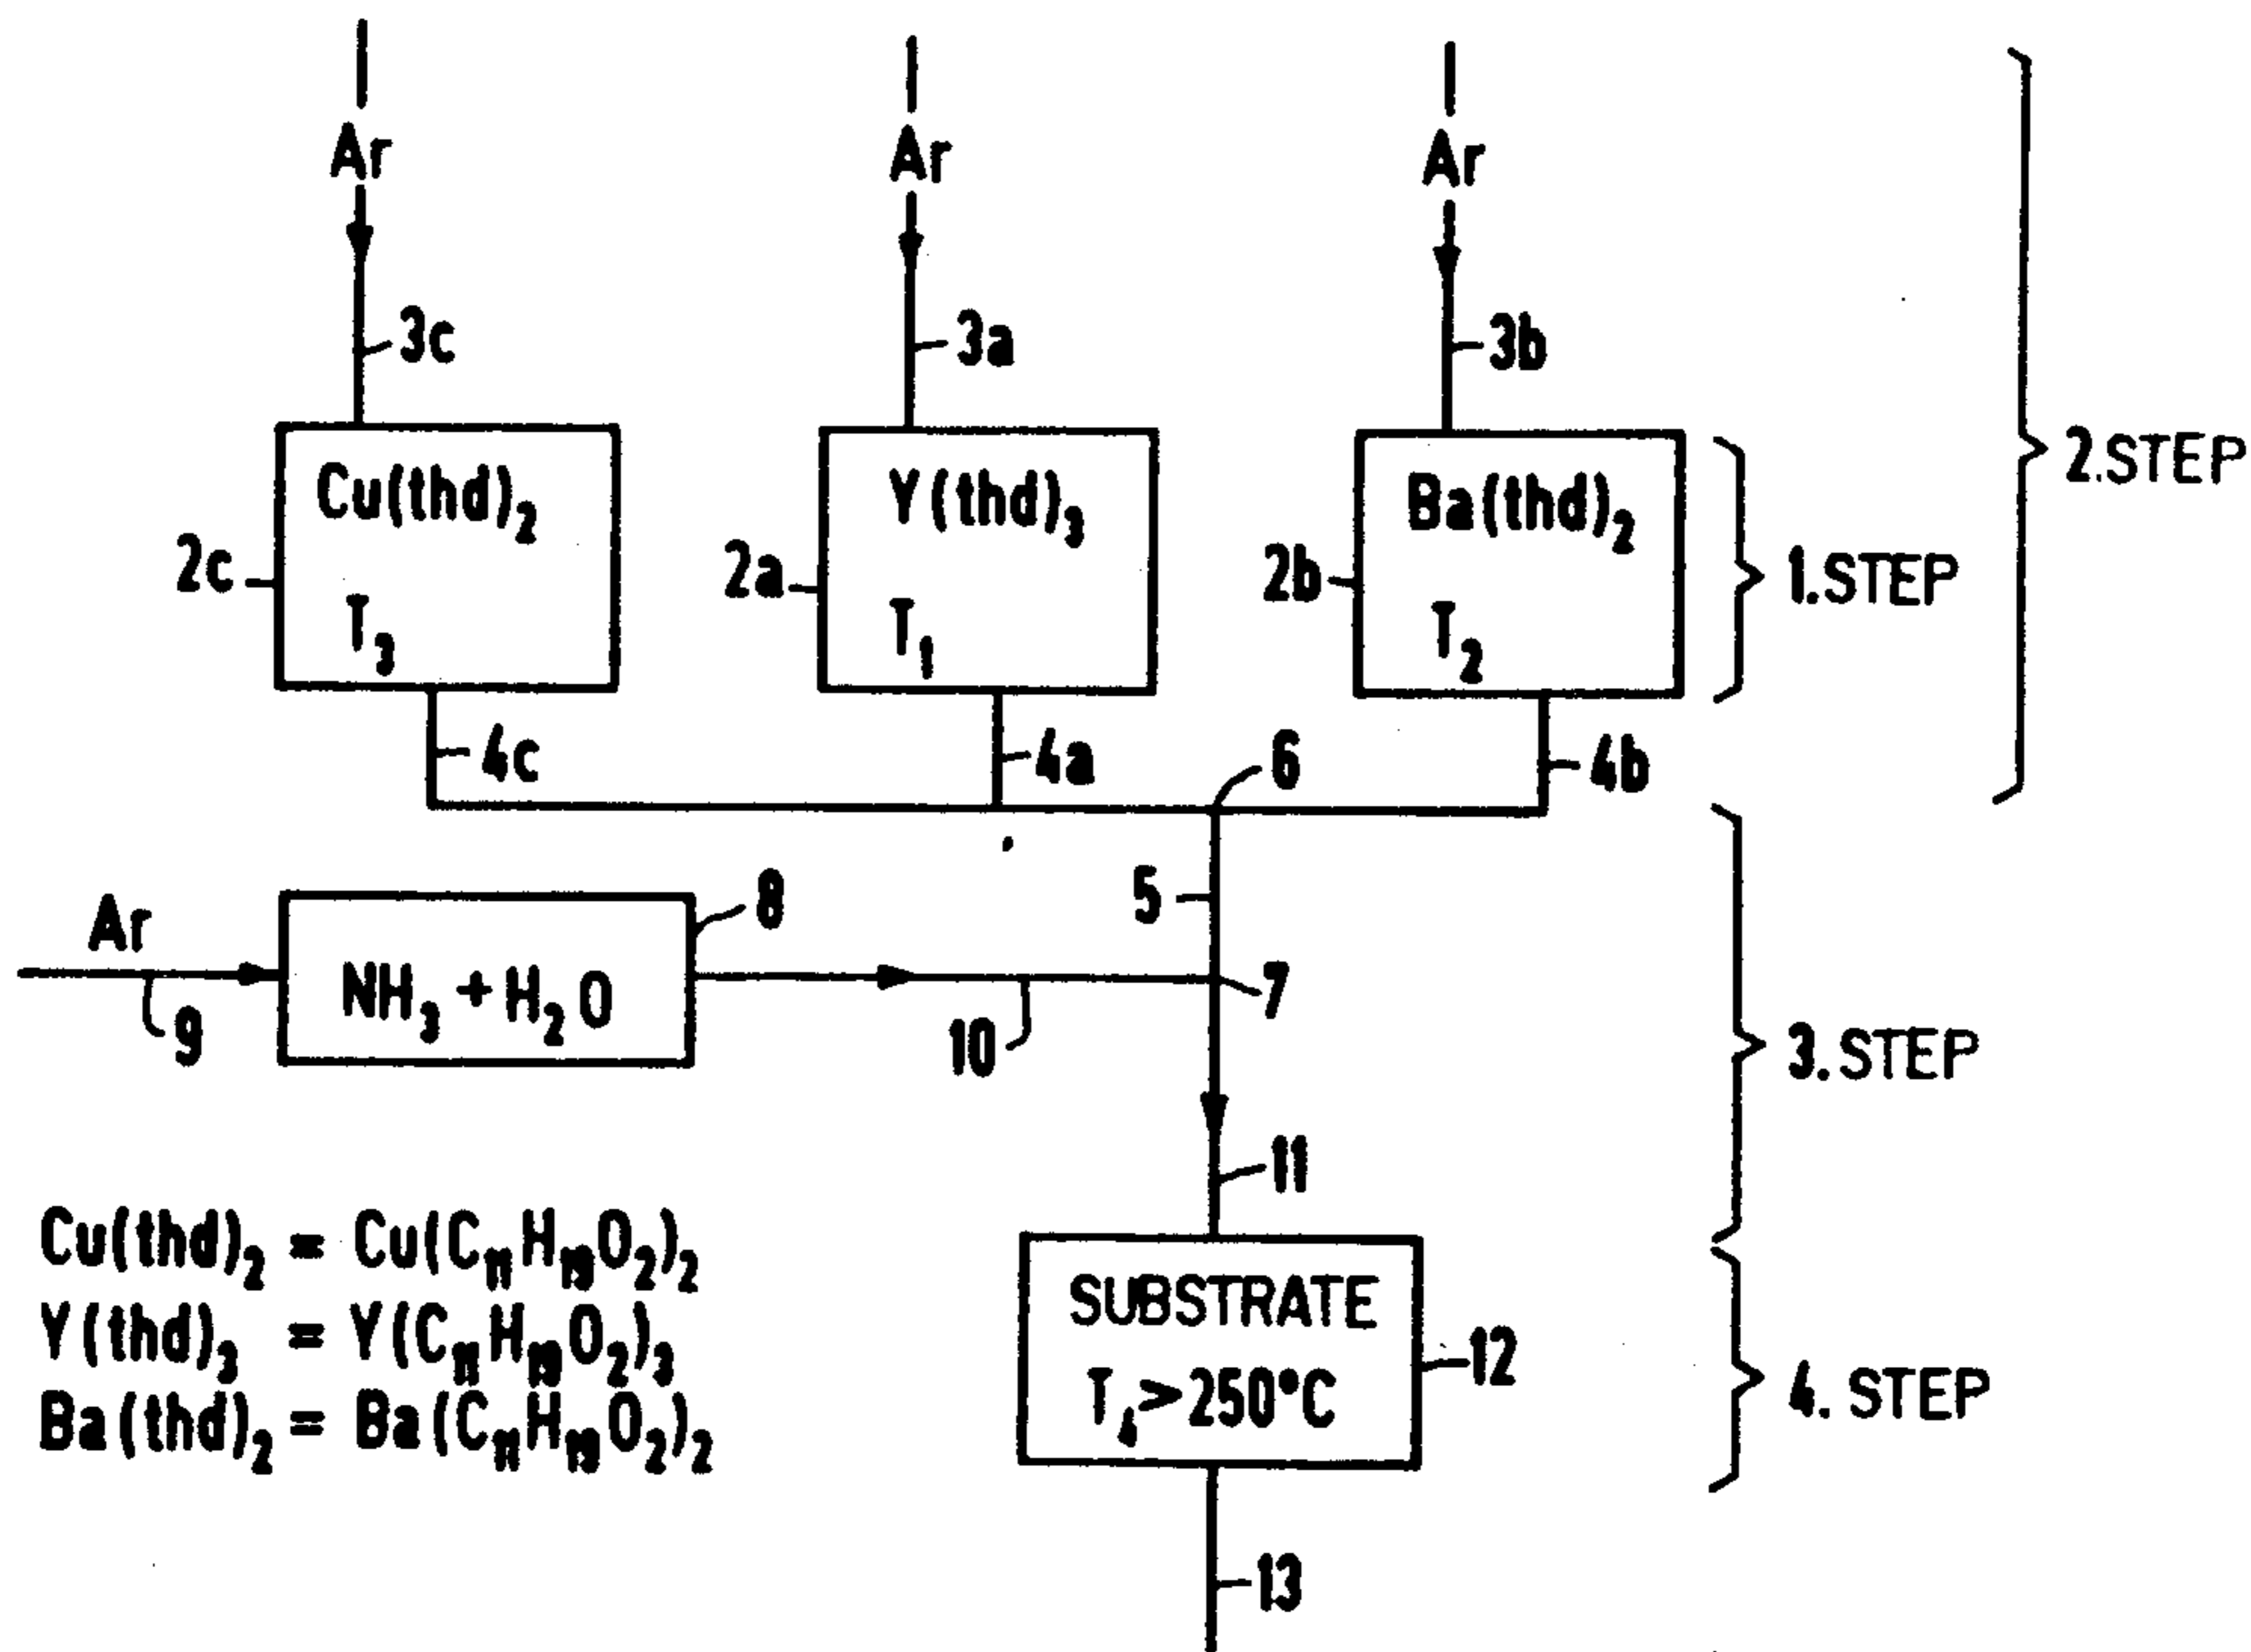 Ar
Ar
Ar
3c
3a
3b
Cu(thd)₂
Y(thd)₃
Ba(thd)₂
2.STEP
2c
2a
2b
1.STEP
T₃
T₁
T₂
4c
4a
6
4b
5
8
Ar
NH₃+H₂O
7
9
10
3.STEP
11
Cu(thd)₂ = Cu(C₁₁H₁₉O₂)₂
SUBSTRATE
Y(thd)₃ = Y(C₁₁H₁₉O₂)₃
12
T₄>250°C
4. STEP
Ba(thd)₂ = Ba(C₁₁H₁₉O₂)₂
13